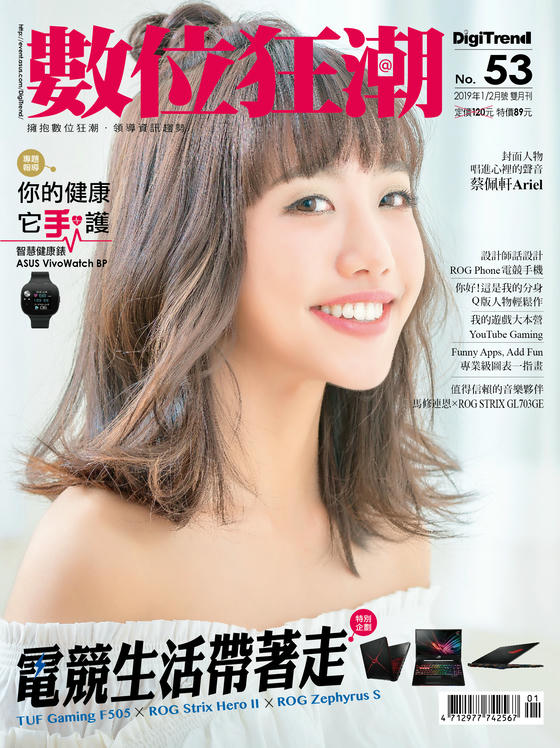 http://event.asus.com/DigiTrend/
數位狂潮
@
DigiTrend
No. 53
2019年1/2月號 雙月刊
定價120元 特價89元
擁抱數位狂潮‧領導資訊趨勢
專題
報導
你的健康
它手護
智慧健康錶
ASUS VivoWatch BP
封面人物
唱進心裡的聲音
蔡佩軒Ariel
設計師話設計
ROG Phone電競手機
你好!這是我的分身
Q版人物輕鬆作
我的遊戲大本營
YouTube Gaming
Funny Apps, Add Fun
專業級圖表一指畫
值得信賴的音樂夥伴
馬修連恩×ROG STRIX GL703GE
特別
企劃
電競生活帶著走
TUF Gaming F505 × ROG Strix Hero II × ROG Zephyrus S
01
4 712977 742567